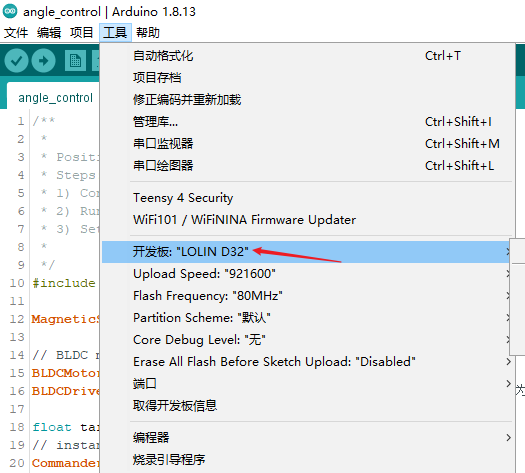 angle_control | Arduino 1.8.13
文件 编辑 项目 工具 帮助
angle_control
自动格式化 Ctrl+T
项目存档
修正编码并重新加载
管理库... Ctrl+Shift+I
串口监视器 Ctrl+Shift+M
串口绘图器 Ctrl+Shift+L
Teensy 4 Security
WiFi101 / WiFiNINA Firmware Updater
开发板: "LOLIN D32"
Upload Speed: "921600"
Flash Frequency: "80MHz"
Partition Scheme: "默认"
Core Debug Level: "无"
Erase All Flash Before Sketch Upload: "Disabled"
端口
取得开发板信息
编程器
烧录引导程序
1 /**
2 *
3 * Positi
4 * Steps
5 * 1) Con
6 * 2) Run
7 * 3) Set
8 *
9 */
10 #include
11
12 MagneticS
13
14 // BLDC m
15 BLDCMotor
16 BLDCDrive
17
18 float tar
19 // instan
20 Commander
为